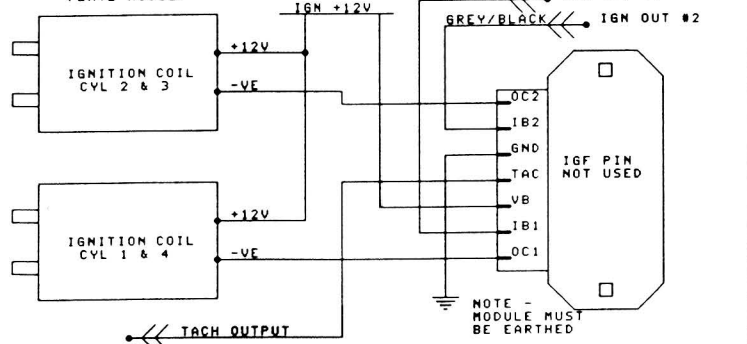 IGN +12V
GREY/BLACK
IGN OUT #2
+12V
IGNITION COIL
CYL 2 & 3
-VE
OC2
IB2
GND
TAC
VB
IB1
OC1
IGF PIN
NOT USED
+12V
IGNITION COIL
CYL 1 & 4
-VE
NOTE -
MODULE MUST
BE EARTHED
TACH OUTPUT